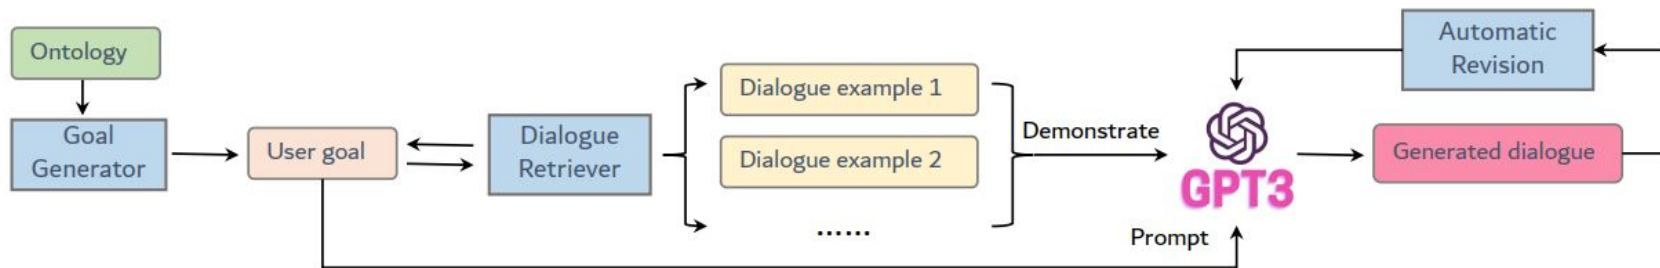 Ontology
Goal
Generator
User goal
Dialogue
Retriever
Dialogue example 1
Dialogue example 2
......
Demonstrate
Prompt
GPT3
Automatic
Revision
Generated dialogue